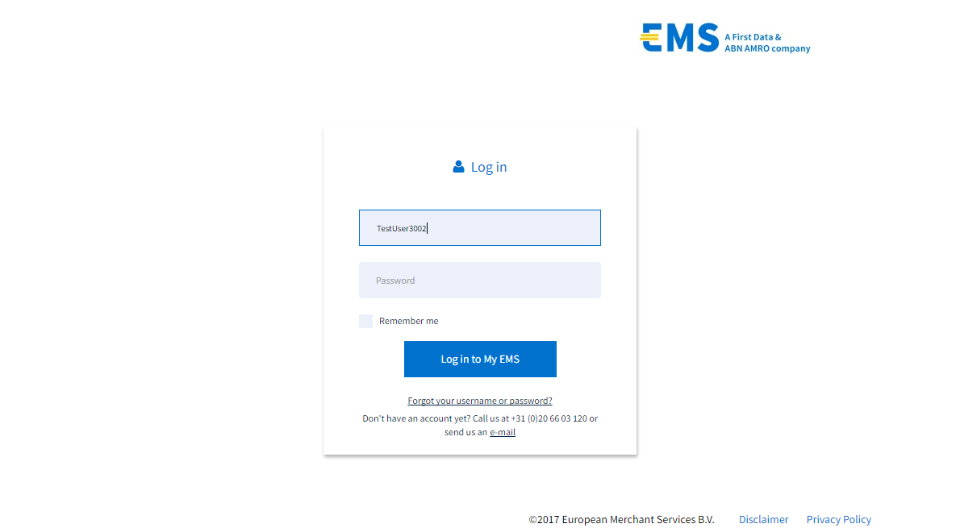 EMS A First Data &
ABN AMRO company
Log in
TestUser3002
Password
Remember me
Log in to My EMS
Forgot your username or password?
Don't have an account yet? Call us at +31 (0)20 66 03 120 or
send us an e-mail
©2017 European Merchant Services B.V. Disclaimer Privacy Policy